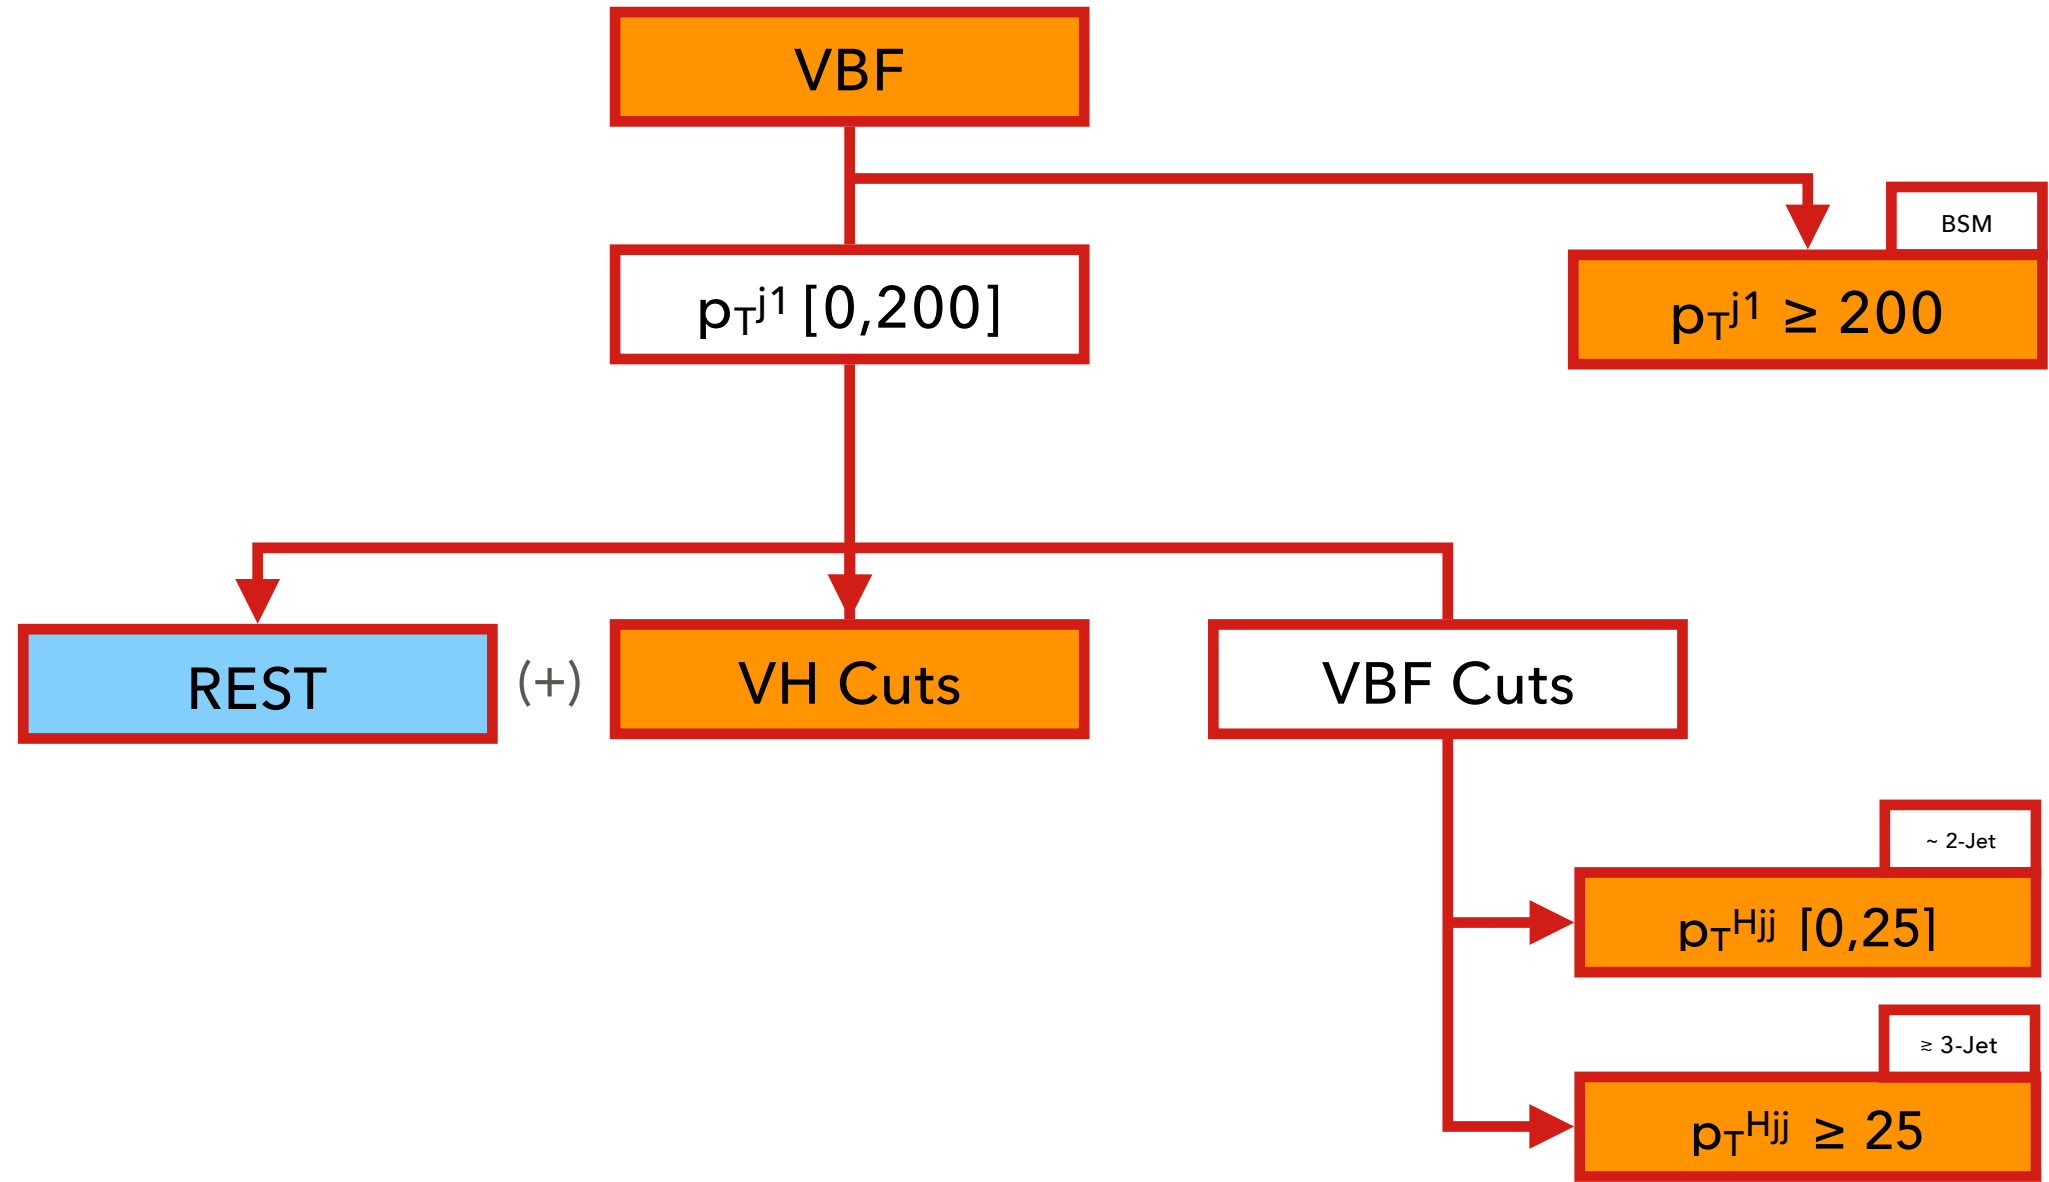 VBF
BSM
pTj1 [0,200]
pTj1 ≥ 200
REST
(+)
VH Cuts
VBF Cuts
~ 2-Jet
pTHjj [0,25]
≳ 3-Jet
pTHjj ≥ 25